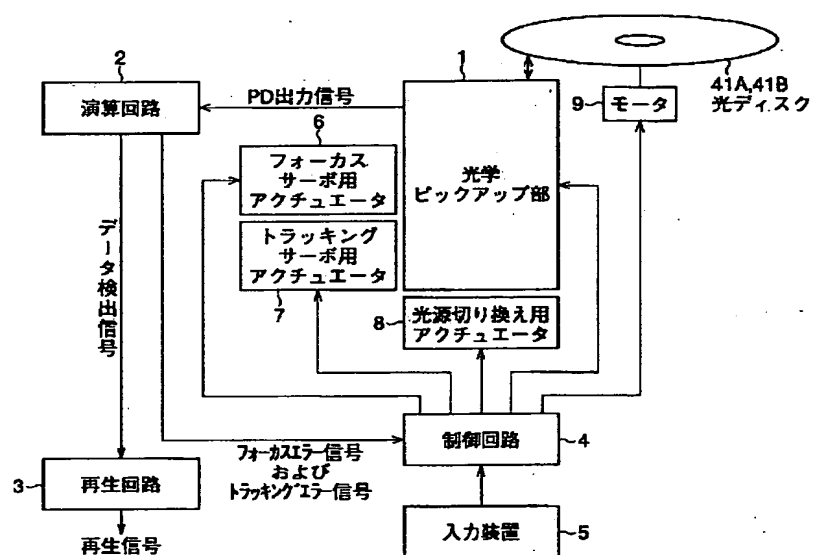 2
演算回路
PD出力信号
1
41A,41B
光ディスク
9
モータ
6
フォーカス
サーボ用
アクチュエータ
光学
ピックアップ部
トラッキング
サーボ用
アクチュエータ
7
データ検出信号
8
光源切り換え用
アクチュエータ
制御回路
4
フォーカスエラー信号
および
トラッキングエラー信号
3
再生回路
再生信号
入力装置
5